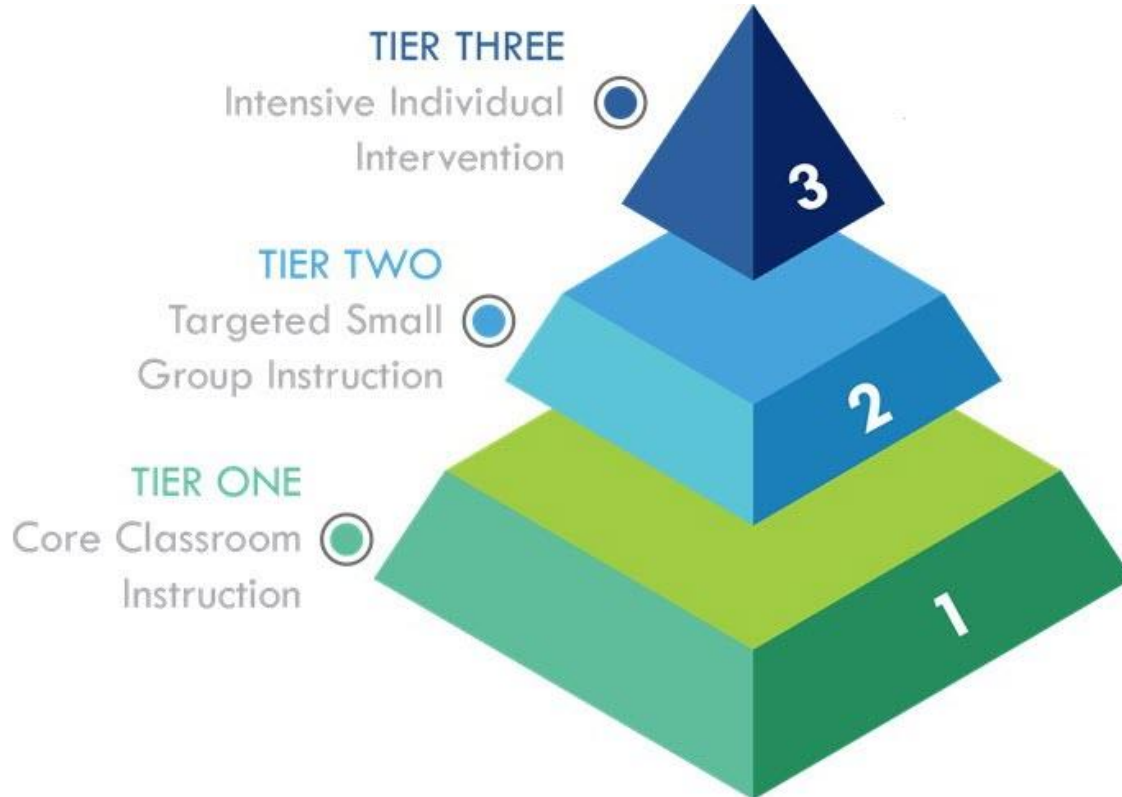 TIER THREE
Intensive Individual
Intervention
3
TIER TWO
Targeted Small
Group Instruction
2
TIER ONE
Core Classroom
Instruction
1